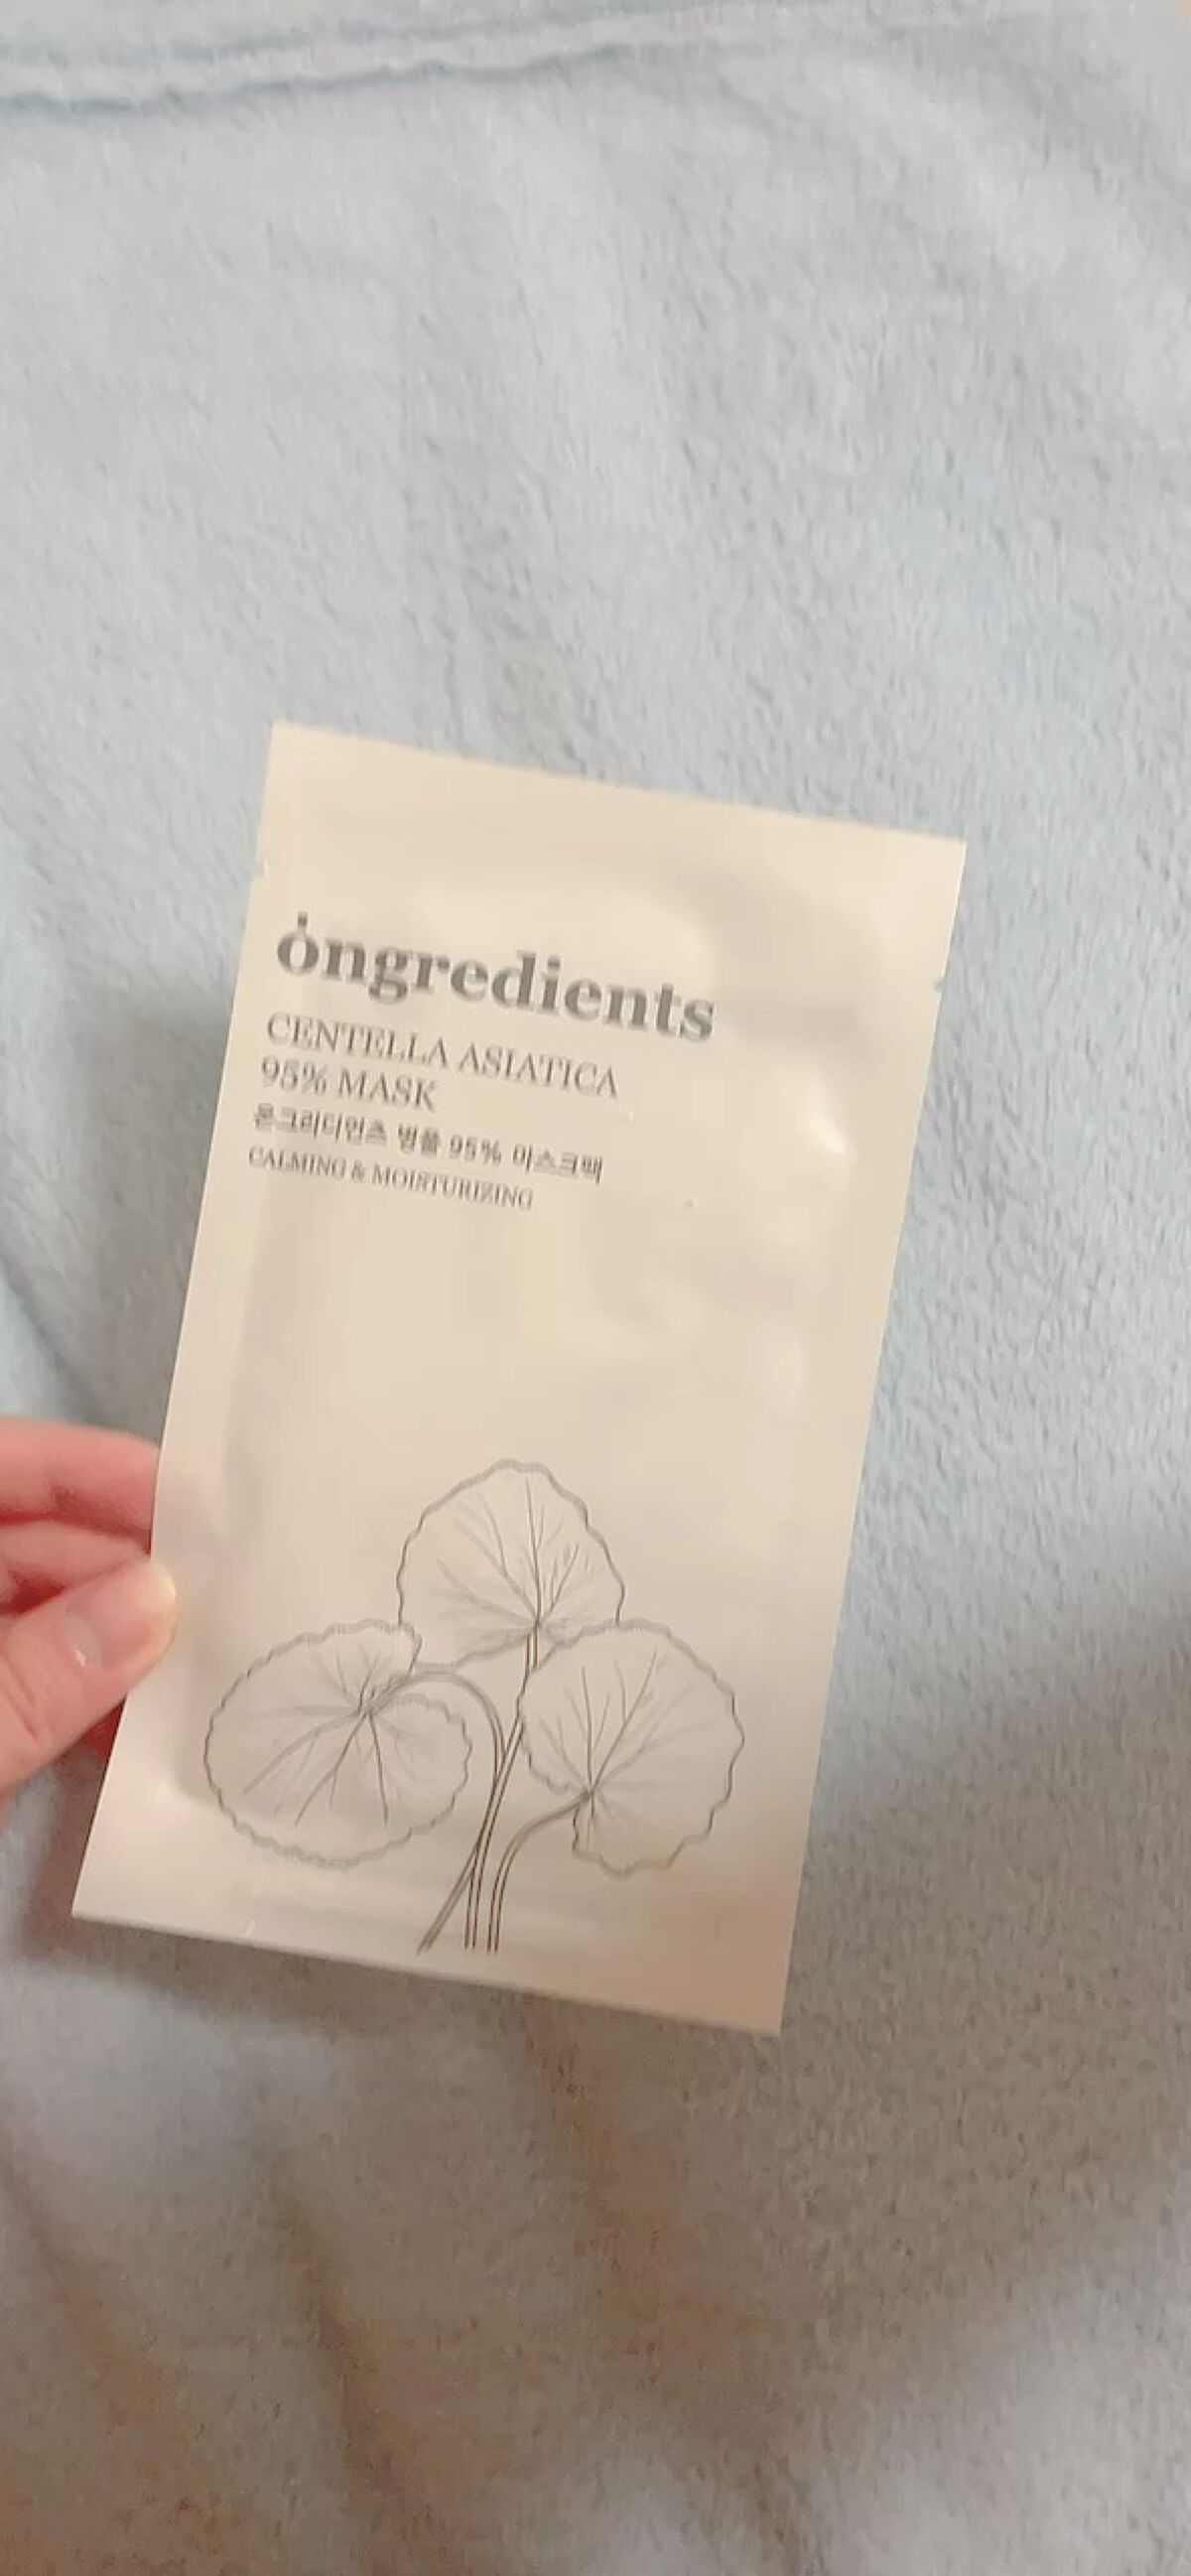 ongredients
CENTELLA ASIATICA
95% MASK
온그리디언츠 병풀 95% 마스크팩
CALMING & MOISTURIZING